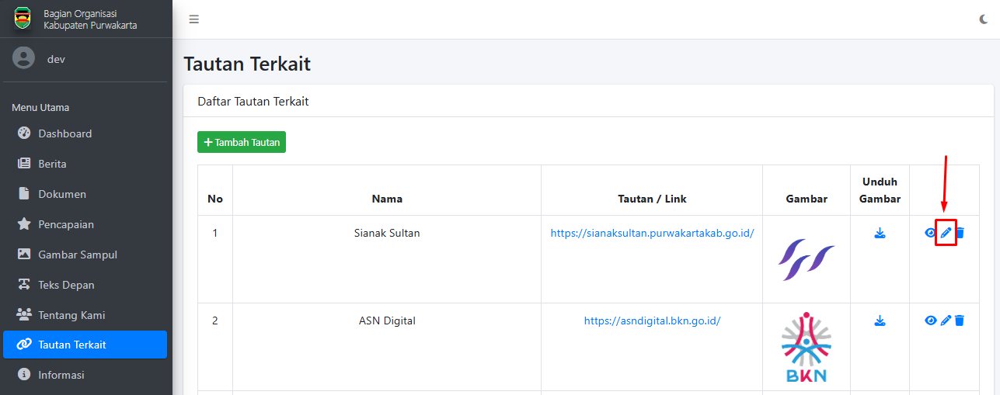 Bagian Organisasi
Kabupaten Purwakarta
dev
Menu Utama
Dashboard
Berita
Dokumen
Pencapaian
Gambar Sampul
Teks Depan
Tentang Kami
Tautan Terkait
Informasi
Tautan Terkait
Daftar Tautan Terkait
+ Tambah Tautan
No Nama Tautan / Link Gambar Unduh Gambar
1 Sianak Sultan https://sianaksultan.purwakartakab.go.id/
2 ASN Digital https://asndigital.bkn.go.id/
BKN